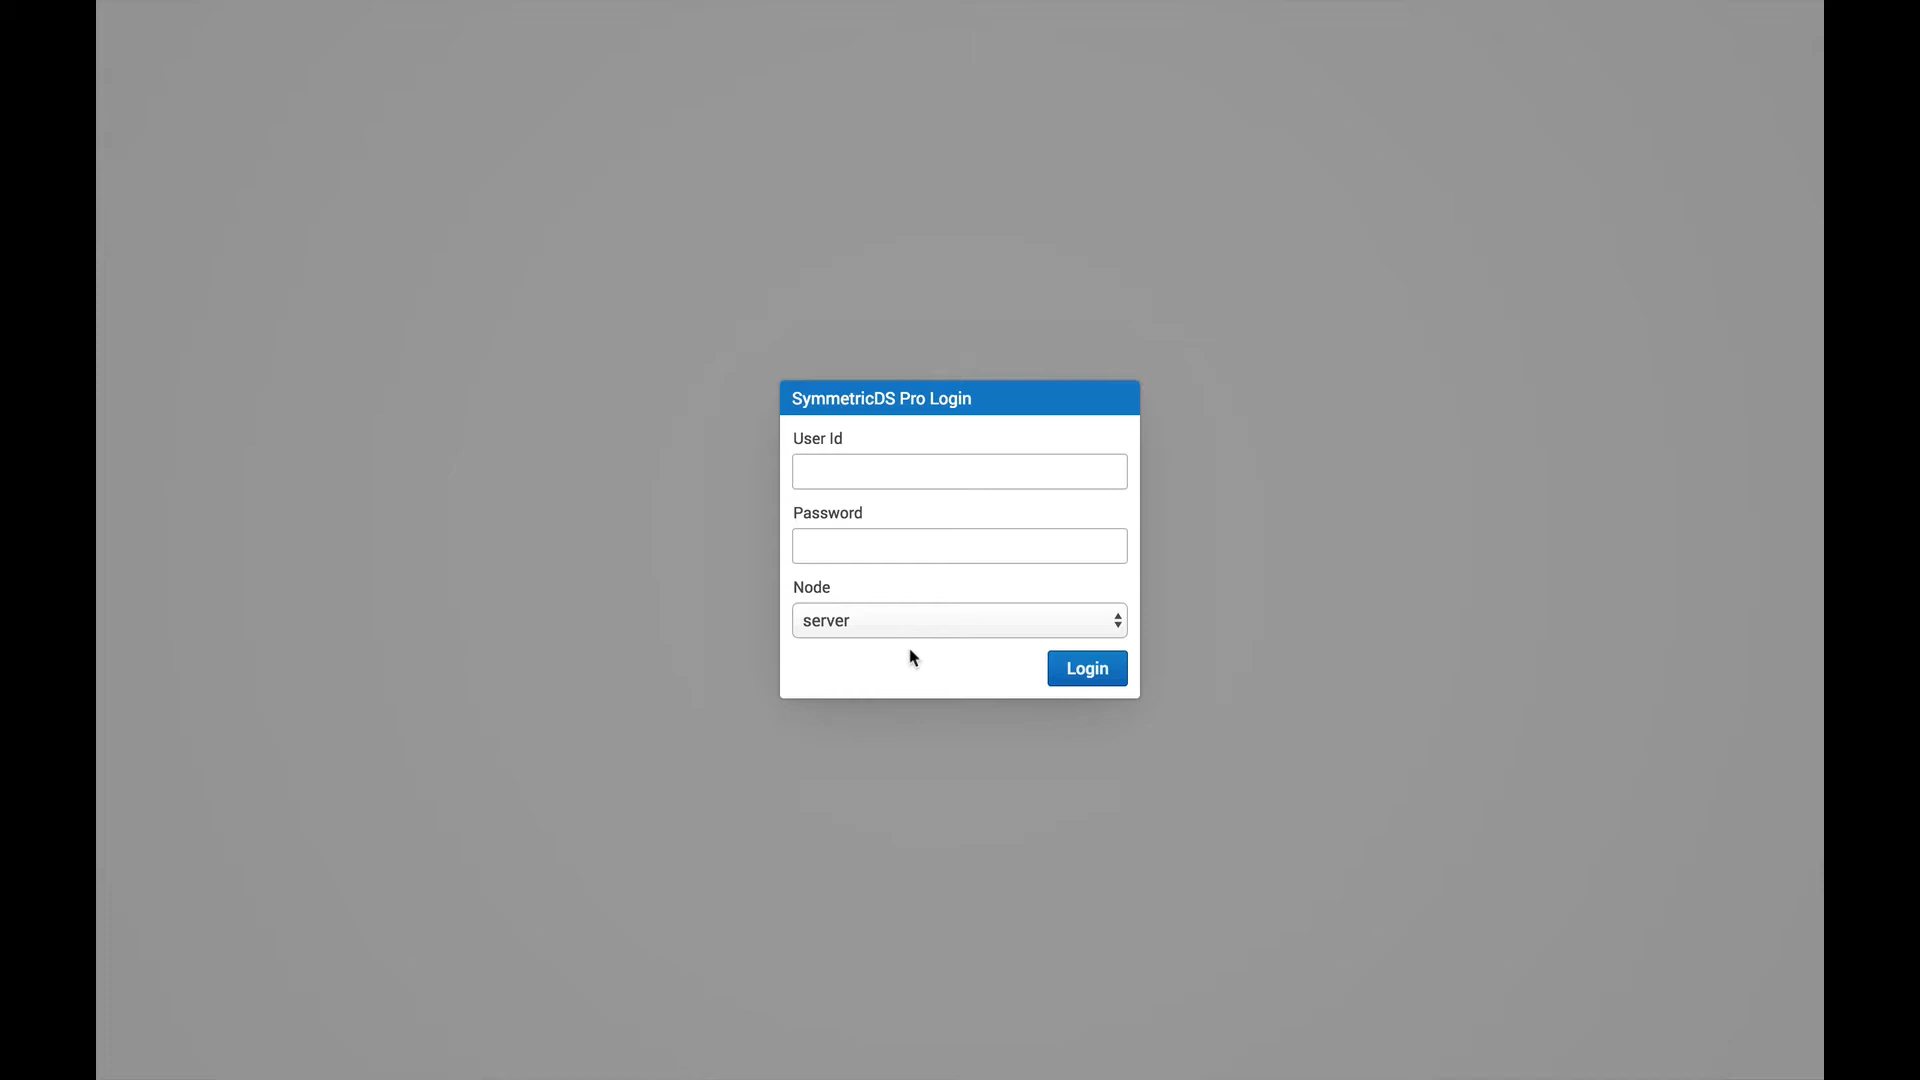 SymmetricDS Pro Login
User Id
Password
Node
server
Login